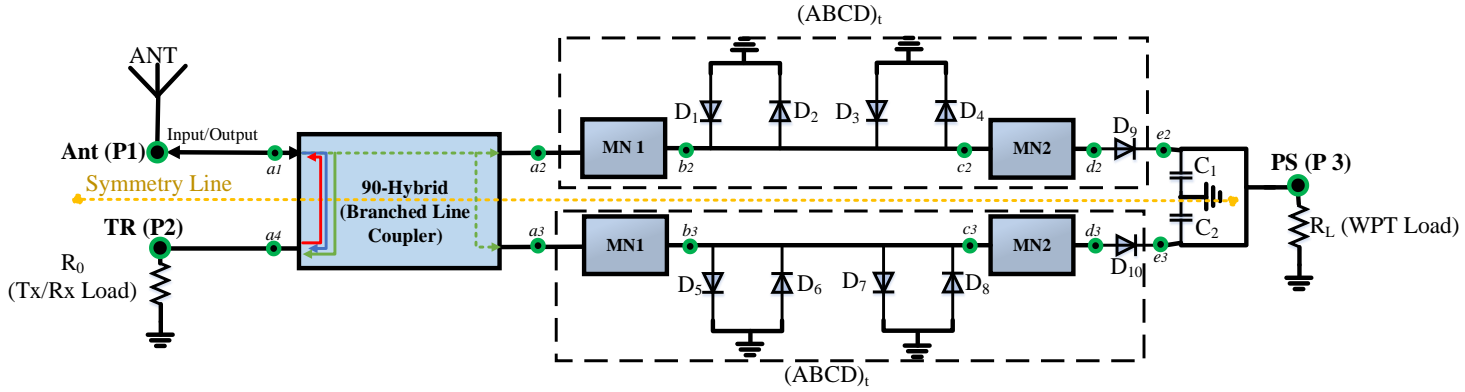 (ABCD)t
ANT
Input/Output
Ant (P1)
a1
Symmetry Line
TR (P2)
a4
R0
(Tx/Rx Load)
90-Hybrid
(Branched Line
Coupler)
a2
MN 1
b2
D1
D2
D3
D4
c2
MN2
d2
D9
e2
C1
C2
PS (P 3)
RL (WPT Load)
a3
MN1
b3
D5
D6
D7
D8
c3
MN2
d3
D10
e3
(ABCD)t